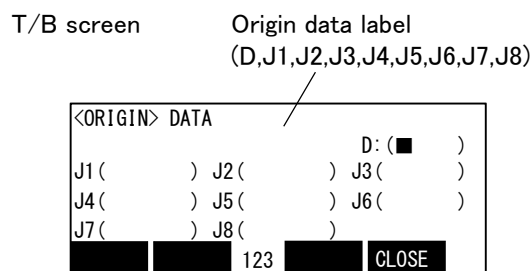 T/B screen
Origin data label
(D,J1,J2,J3,J4,J5,J6,J7,J8)
<ORIGIN> DATA
D:(■ )
J1( ) J2( ) J3( )
J4( ) J5( ) J6( )
J7( ) J8( )
123 CLOSE